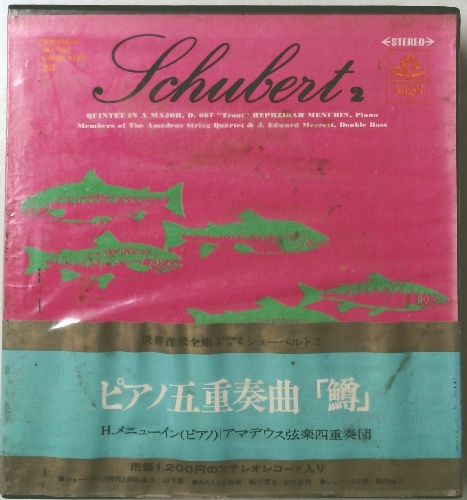 STEREO
Angel
Schubert 2
QUINTET IN A MAJOR, D. 667 "Trout" HEPHZIBAH MENUHIN, Piano
Members of The Amadeus String Quartet & J. Edward Merrett, Double Bass
世界音楽全集 シューベルト2
ピアノ五重奏曲「鱒」
H.メニューイン(ピアノ)|アマデウス弦楽四重奏団
市価1,200円のステレオレコード入り